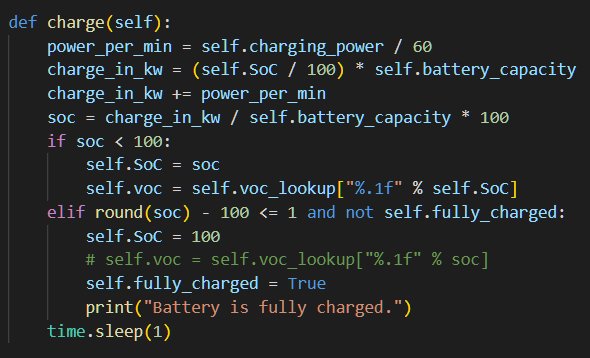 def charge(self):
    power_per_min = self.charging_power / 60
    charge_in_kw = (self.SoC / 100) * self.battery_capacity
    charge_in_kw += power_per_min
    soc = charge_in_kw / self.battery_capacity * 100
    if soc < 100:
        self.SoC = soc
        self.voc = self.voc_lookup["%.1f" % self.SoC]
    elif round(soc) - 100 <= 1 and not self.fully_charged:
        self.SoC = 100
        # self.voc = self.voc_lookup["%.1f" % soc]
        self.fully_charged = True
        print("Battery is fully charged.")
    time.sleep(1)